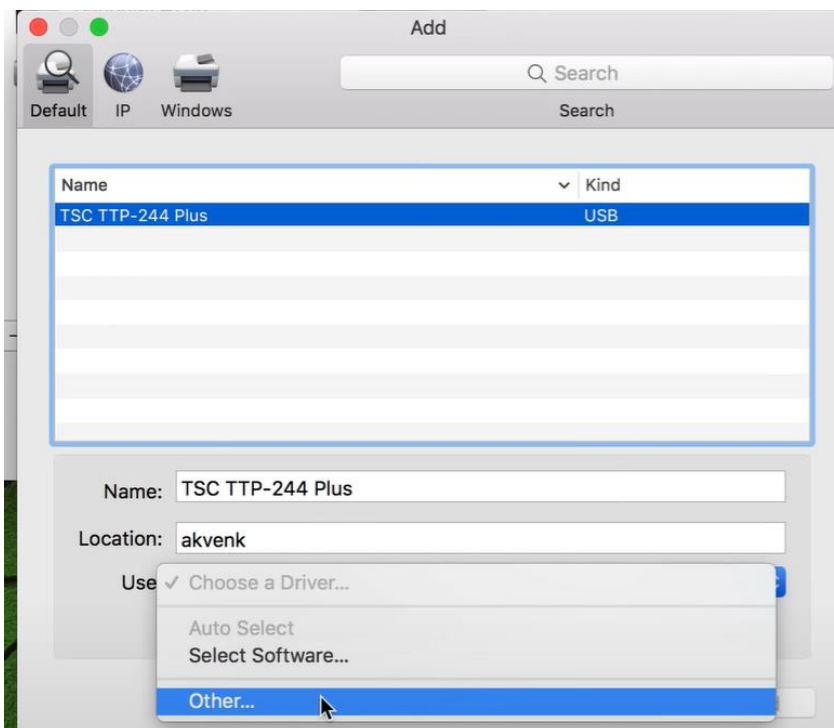 Add
Search
Default IP Windows Search
Name Kind
TSC TTP-244 Plus USB
Name: TSC TTP-244 Plus
Location: akvenk
Use ✓ Choose a Driver...
Auto Select
Select Software...
Other...